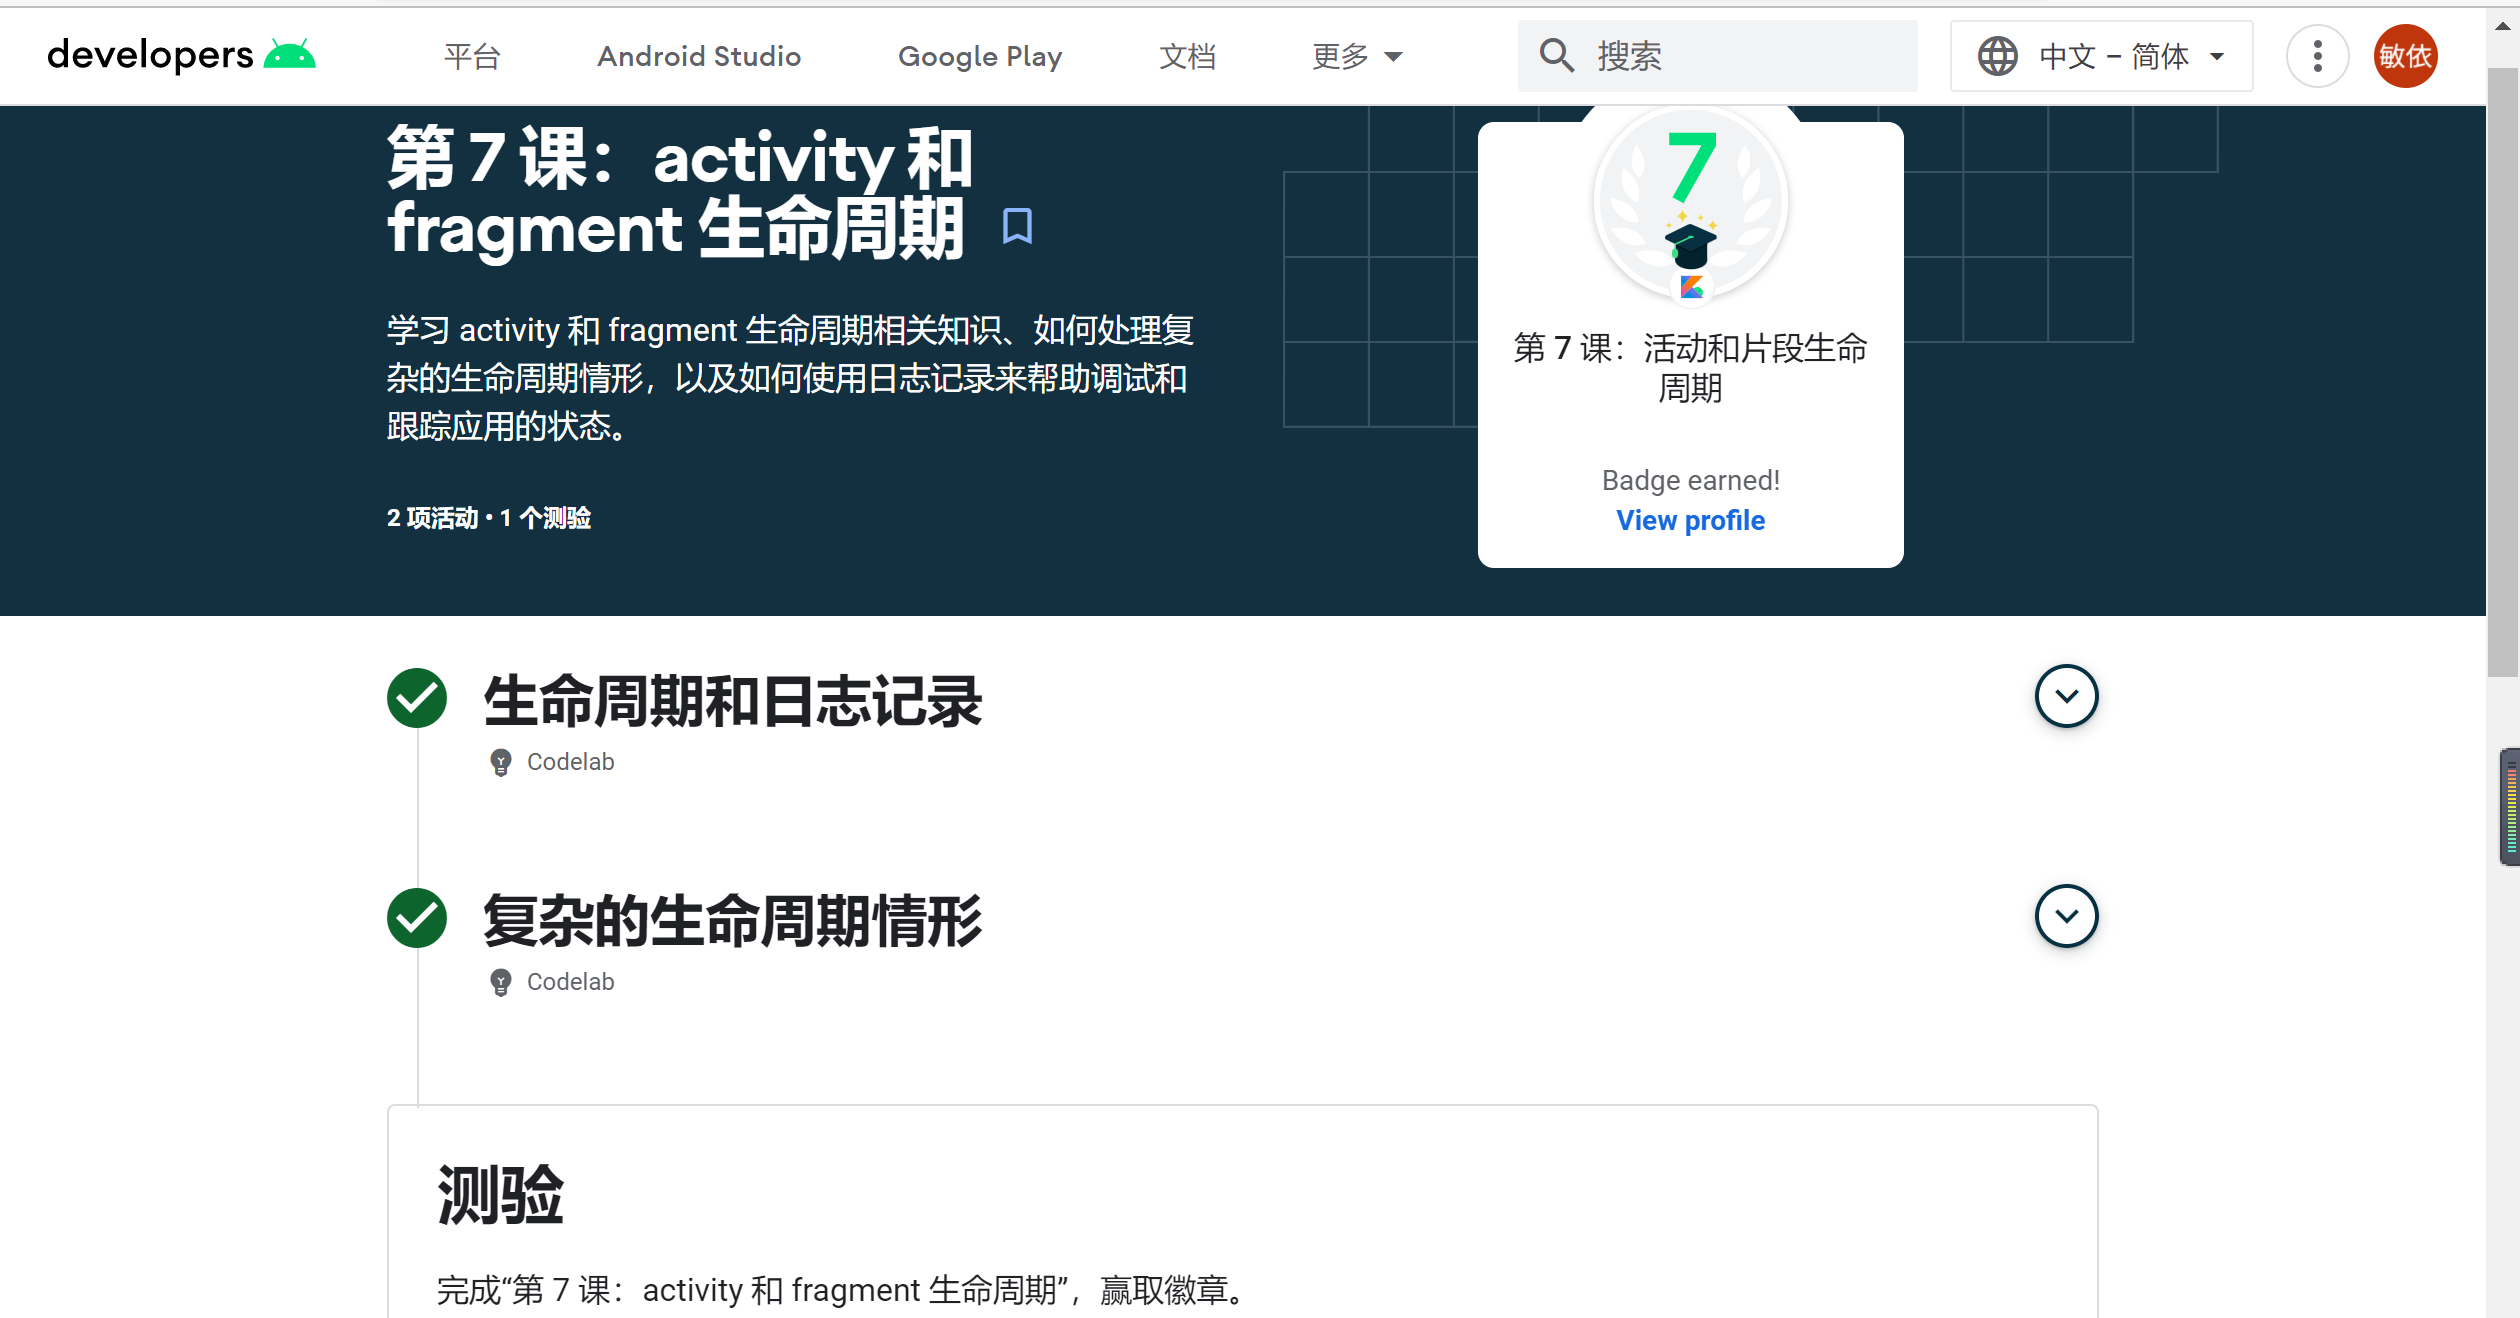 developers
平台
Android Studio
Google Play
文档
更多
搜索
中文 – 简体
敏依
第 7 课：activity 和
fragment 生命周期
学习 activity 和 fragment 生命周期相关知识、如何处理复
杂的生命周期情形，以及如何使用日志记录来帮助调试和
跟踪应用的状态。
2 项活动 • 1 个测验
7
第 7 课：活动和片段生命
周期
Badge earned!
View profile
生命周期和日志记录
Codelab
复杂的生命周期情形
Codelab
测验
完成“第 7 课：activity 和 fragment 生命周期”，赢取徽章。